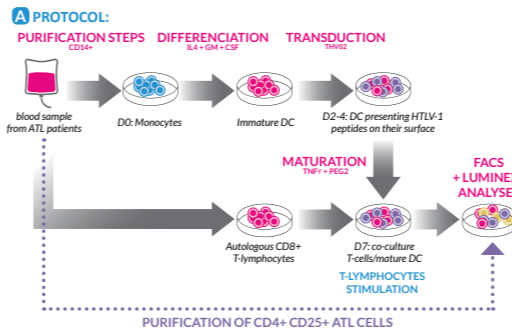 A PROTOCOL:
PURIFICATION STEPS
CD14+
DIFFERENCIATION
IL4 + GM + CSF
TRANSDUCTION
THV02
blood sample
from ATL patients
D0: Monocytes
Immature DC
D2-4: DC presenting HTLV-1
peptides on their surface
MATURATION
TNFγ + PEG2
FACS
+ LUMINEX
ANALYSE
Autologous CD8+
T-lymphocytes
D7: co-culture
T-cells/mature DC
T-LYMPHOCYTES
STIMULATION
PURIFICATION OF CD4+ CD25+ ATL CELLS